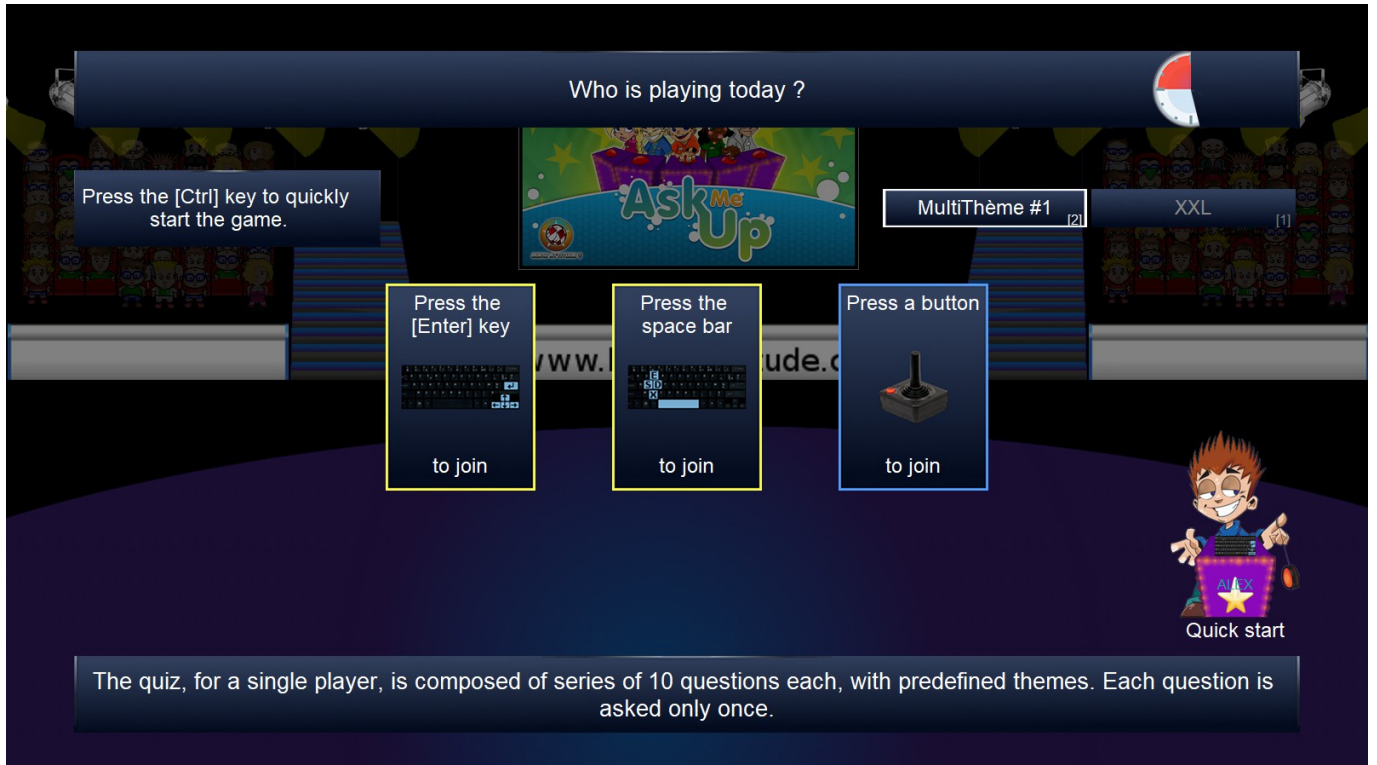 Who is playing today ?
Press the [Ctrl] key to quickly
start the game.
Ask Me
Up
MultiThème #1
[2]
XXL
[1]
Press the
[Enter] key
to join
Press the
space bar
E
S D
X
to join
Press a button
to join
www.
ude.
ALEX
Quick start
The quiz, for a single player, is composed of series of 10 questions each, with predefined themes. Each question is
asked only once.